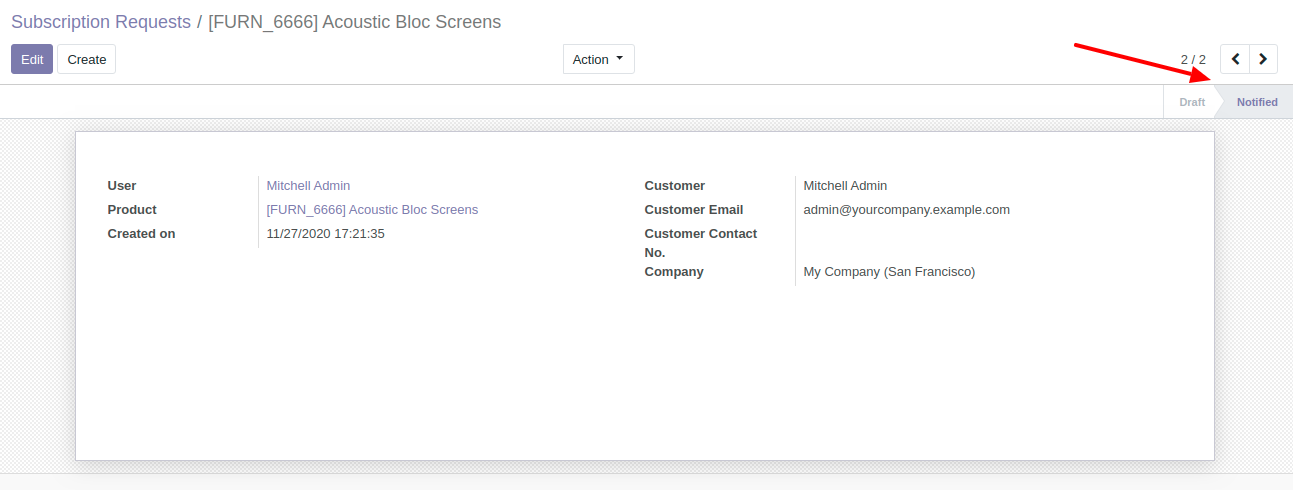 Subscription Requests / [FURN_6666] Acoustic Bloc Screens
Edit Create Action 2 / 2
Draft Notified
User Mitchell Admin Customer Mitchell Admin
Product [FURN_6666] Acoustic Bloc Screens Customer Email admin@yourcompany.example.com
Created on 11/27/2020 17:21:35 Customer Contact
No.
Company My Company (San Francisco)